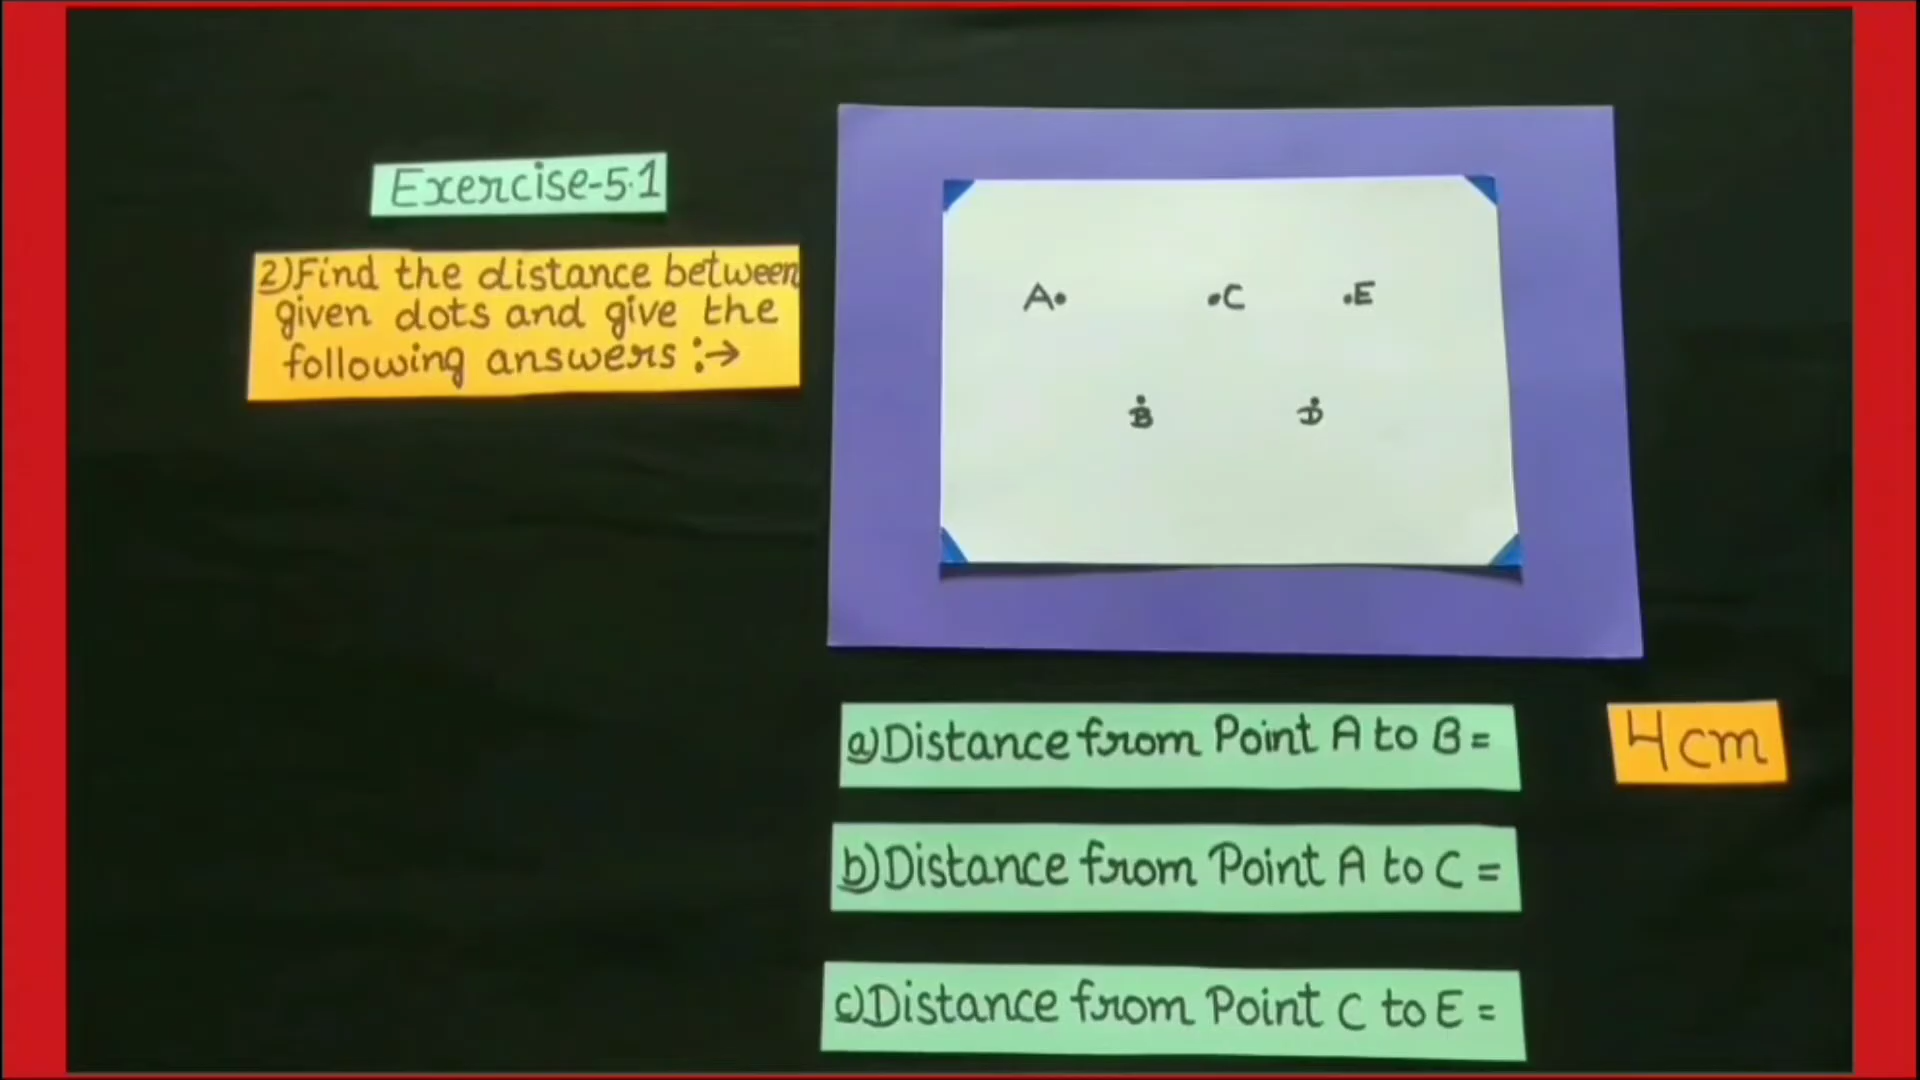 Exercise-5.1
2)Find the distance between
given dots and give the
following answers :→
A
C
E
B
D
a)Distance from Point A to B =
4cm
b)Distance from Point A to C =
c)Distance from Point C to E =